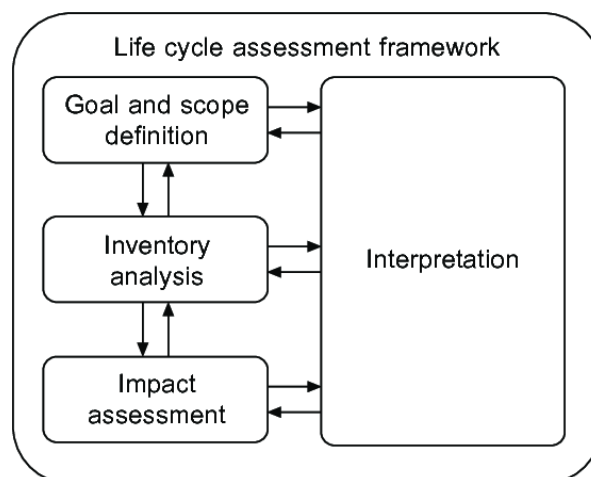 Life cycle assessment framework
Goal and scope
definition
Inventory
analysis
Impact
assessment
Interpretation